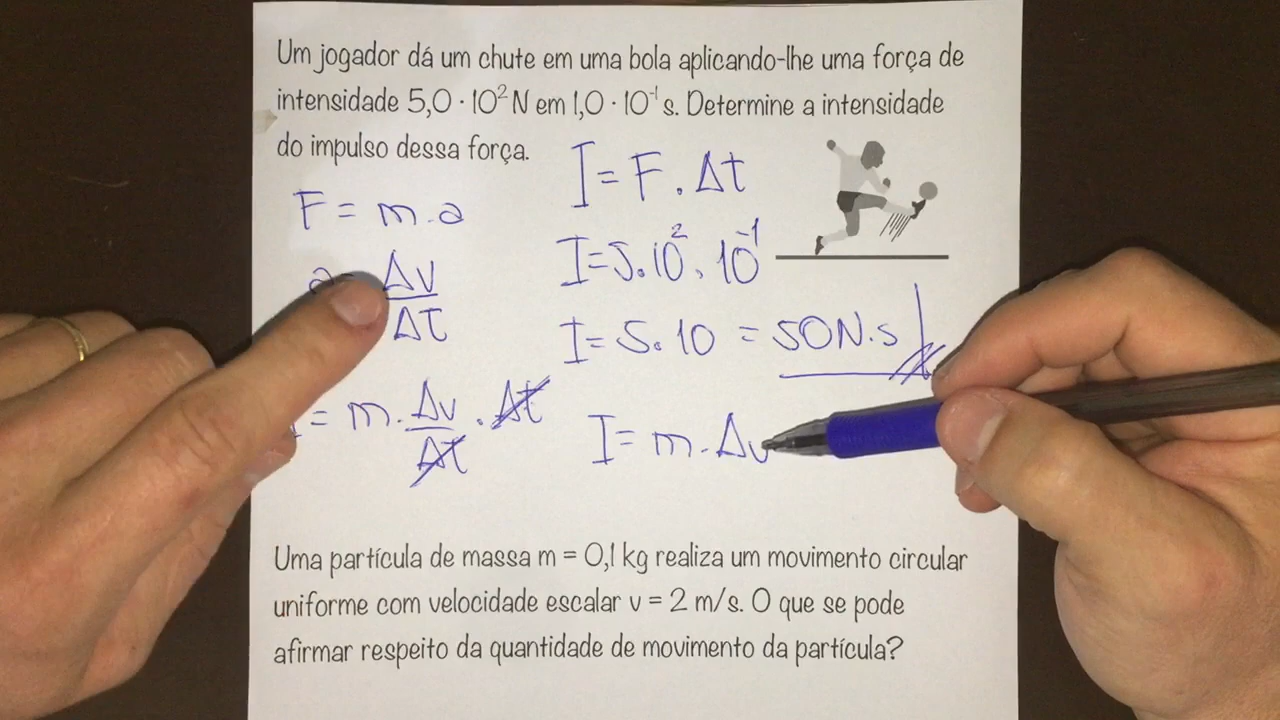 Um jogador dá um chute em uma bola aplicando-lhe uma força de
intensidade 5,0 · 10² N em 1,0 · 10⁻¹ s. Determine a intensidade
do impulso dessa força.
F = m.a
a = Δv/Δt
= m. Δv/Δt . Δt
I = F . Δt
I = 5.10² . 10⁻¹
I = 5.10 = 50N.s
I = m.Δv
Uma partícula de massa m = 0,1 kg realiza um movimento circular
uniforme com velocidade escalar v = 2 m/s. O que se pode
afirmar respeito da quantidade de movimento da partícula?